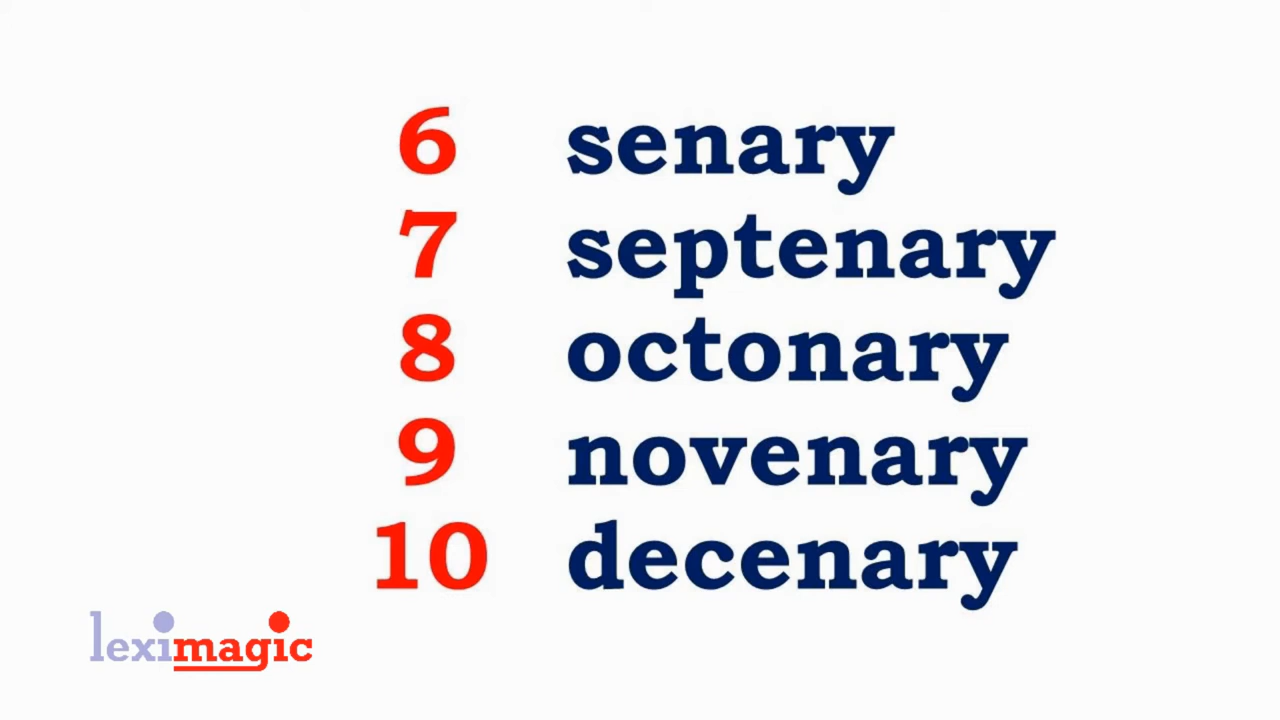 6 senary
7 septenary
8 octonary
9 novenary
10 decenary
leximagic